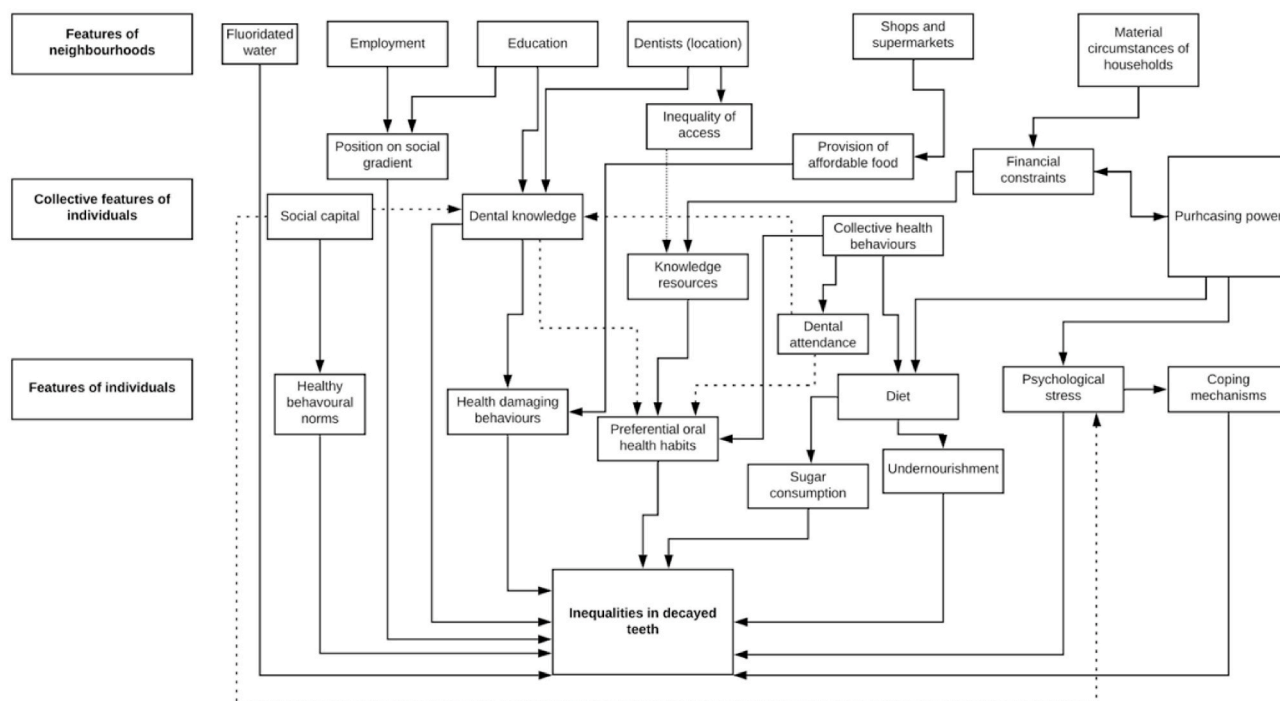 Features of
neighbourhoods
Fluoridated
water
Employment
Education
Dentists (location)
Shops and
supermarkets
Material
circumstances of
households
Inequality of
access
Position on social
gradient
Provision of
affordable food
Financial
constraints
Collective features of
individuals
Social capital
Dental knowledge
Collective health
behaviours
Purhcasing power
Knowledge
resources
Dental
attendance
Features of individuals
Healthy
behavoural
norms
Health damaging
behaviours
Preferential oral
health habits
Diet
Psychological
stress
Coping
mechanisms
Sugar
consumption
Undernourishment
Inequalities in decayed
teeth